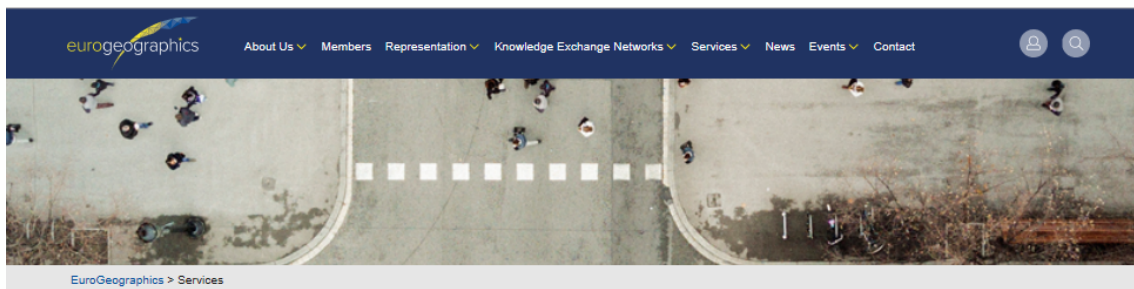 eurogeographics
About Us Members Representation Knowledge Exchange Networks Services News Events Contact
EuroGeographics > Services